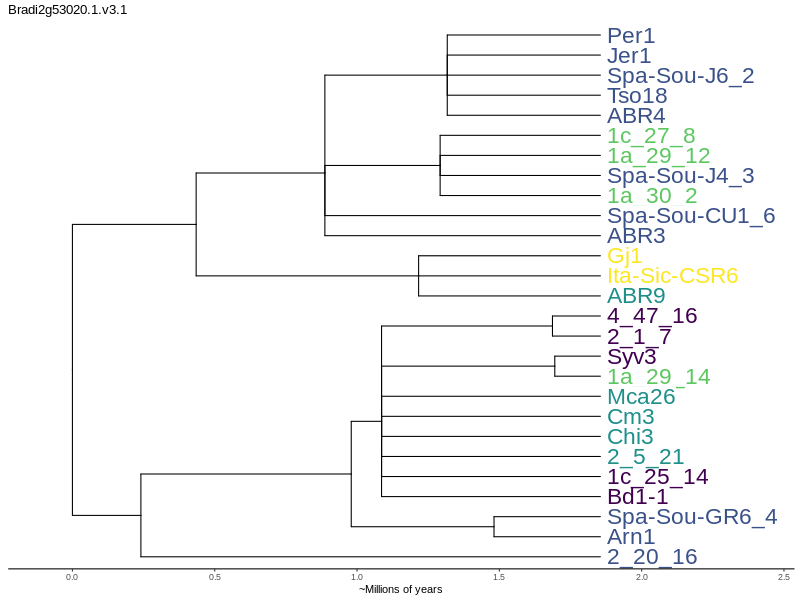 Bradi2g53020.1.v3.1
Per1
Jer1
Spa-Sou-J6_2
Tso18
ABR4
1c_27_8
1a_29_12
Spa-Sou-J4_3
1a_30_2
Spa-Sou-CU1_6
ABR3
Gj1
Ita-Sic-CSR6
ABR9
4_47_16
2_1_7
Syv3
1a_29_14
Mca26
Cm3
Chi3
2_5_21
1c_25_14
Bd1-1
Spa-Sou-GR6_4
Arn1
2_20_16
0.0 0.5 1.0 1.5 2.0 2.5
~Millions of years